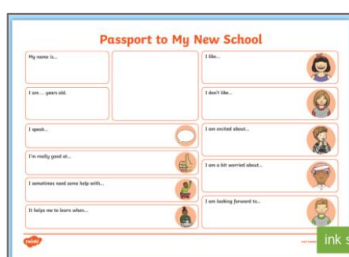 Passport to My New School
My name is...
I am ... years old.
I speak...
I'm really good at...
I sometimes need some help with...
It helps me to learn when...
I like...
I don't like...
I am excited about...
I am a bit worried about...
I am looking forward to...
twinkl
ink s